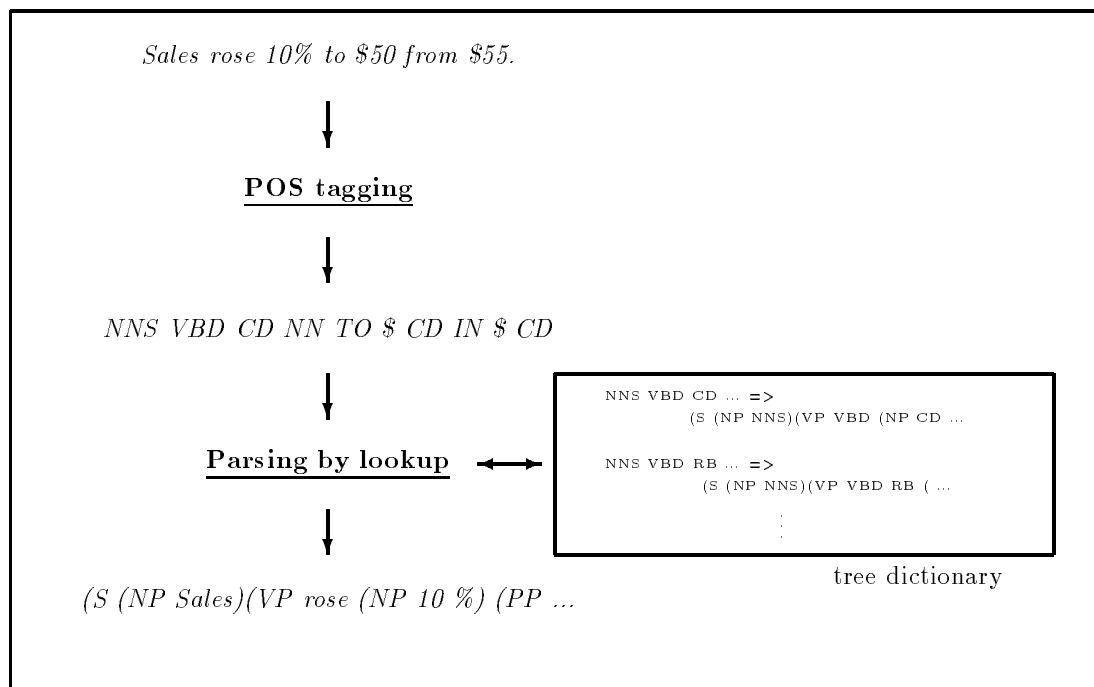 Sales rose 10% to $50 from $55.
POS tagging
NNS VBD CD NN TO $ CD IN $ CD
Parsing by lookup
NNS VBD CD ... =>
(S (NP NNS)(VP VBD (NP CD ...
NNS VBD RB ... =>
(S (NP NNS)(VP VBD RB ( ...
tree dictionary
(S (NP Sales)(VP rose (NP 10 %) (PP ...